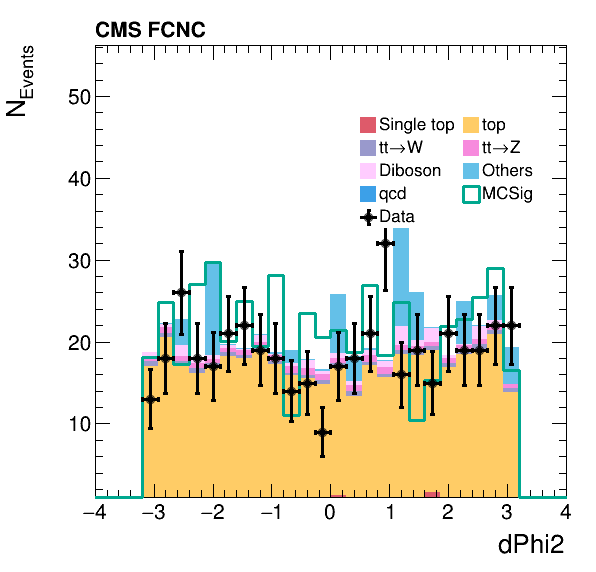 CMS FCNC
N_Events
50
40
30
20
10
Single top top
tt→W tt→Z
Diboson Others
qcd MCSig
Data
−4 −3 −2 −1 0 1 2 3 4
dPhi2